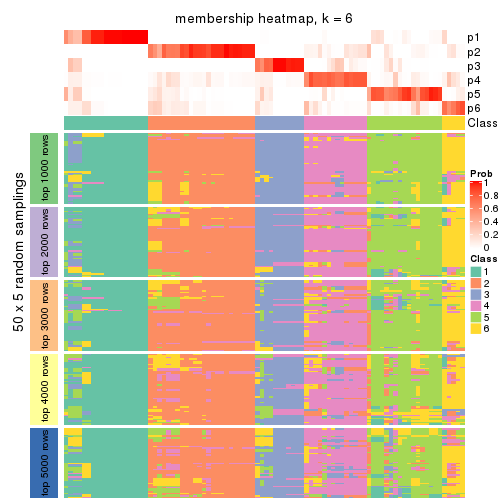 membership heatmap, k = 6
p1
p2
p3
p4
p5
p6
Class
50 x 5 random samplings
top 1000 rows
top 2000 rows
top 3000 rows
top 4000 rows
top 5000 rows
Prob
1
0.8
0.6
0.4
0.2
0
Class
1
2
3
4
5
6